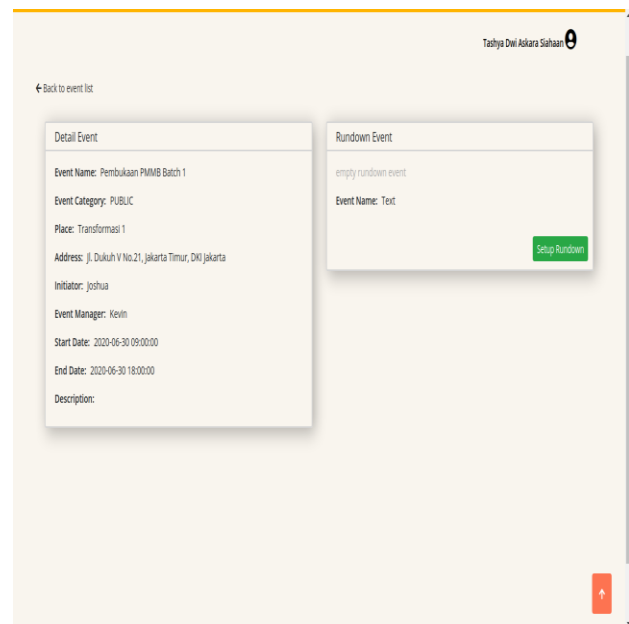 Tashya Dwi Askara Siahaan
Back to event list
Detail Event
Event Name: Pembukaan PMMB Batch 1
Event Category: PUBLIC
Place: Transformasi 1
Address: Jl. Dukuh V No.21, Jakarta Timur, DKI Jakarta
Initiator: Joshua
Event Manager: Kevin
Start Date: 2020-06-30 09:00:00
End Date: 2020-06-30 18:00:00
Description:
Rundown Event
empty rundown event
Event Name: Text
Setup Rundown